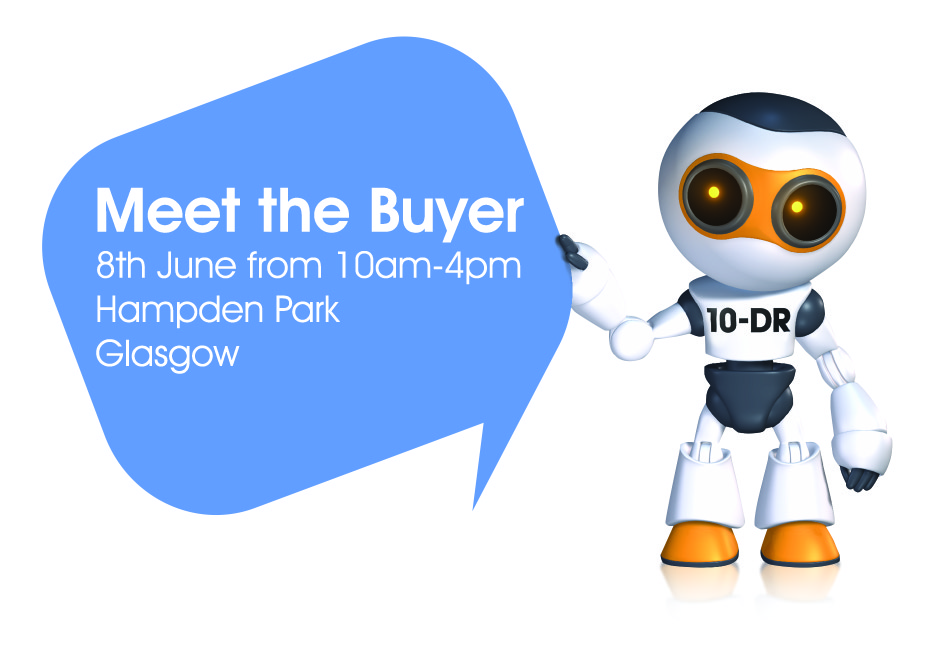 Meet the Buyer
8th June from 10am-4pm
Hampden Park
Glasgow
10-DR